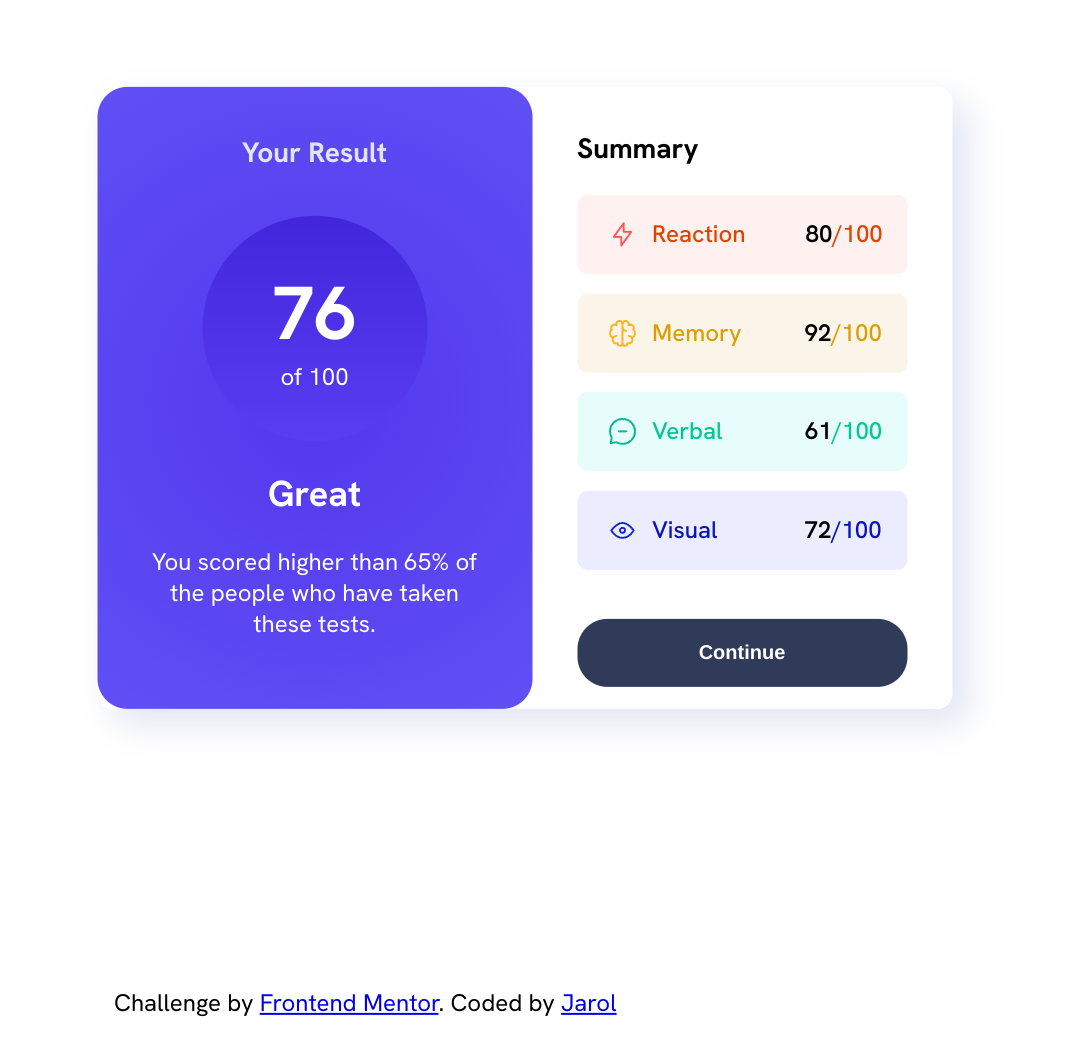 Your Result
76
of 100
Great
You scored higher than 65% of
the people who have taken
these tests.
Summary
Reaction 80/100
Memory 92/100
Verbal 61/100
Visual 72/100
Continue
Challenge by Frontend Mentor. Coded by Jarol